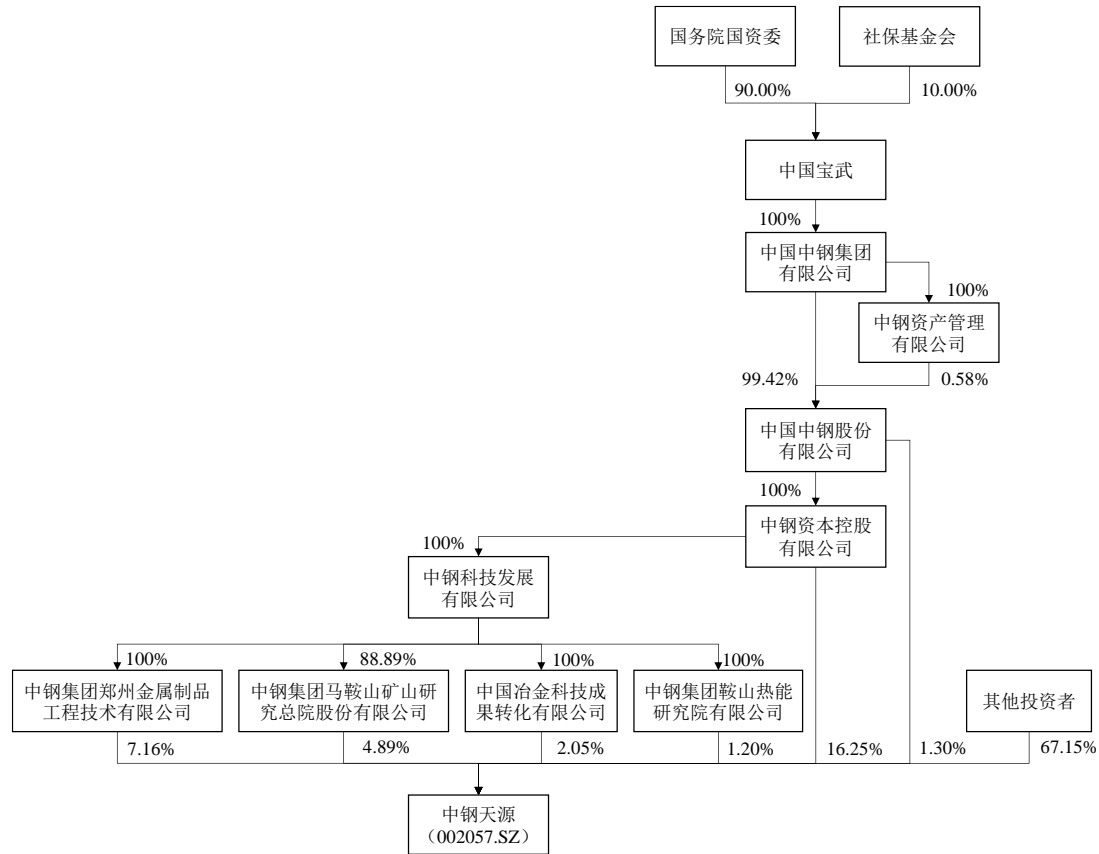 国务院国资委
社保基金会
90.00%
10.00%
中国宝武
100%
中国中钢集团
有限公司
100%
中钢资产管理
有限公司
99.42%
0.58%
中国中钢股份
有限公司
100%
中钢资本控股
有限公司
100%
中钢科技发展
有限公司
100%
88.89%
100%
100%
中钢集团郑州金属制品
工程技术有限公司
中钢集团马鞍山矿山研
究总院股份有限公司
中国冶金科技成
果转化有限公司
中钢集团鞍山热能
研究院有限公司
其他投资者
7.16%
4.89%
2.05%
1.20%
16.25%
1.30%
67.15%
中钢天源
（002057.SZ）